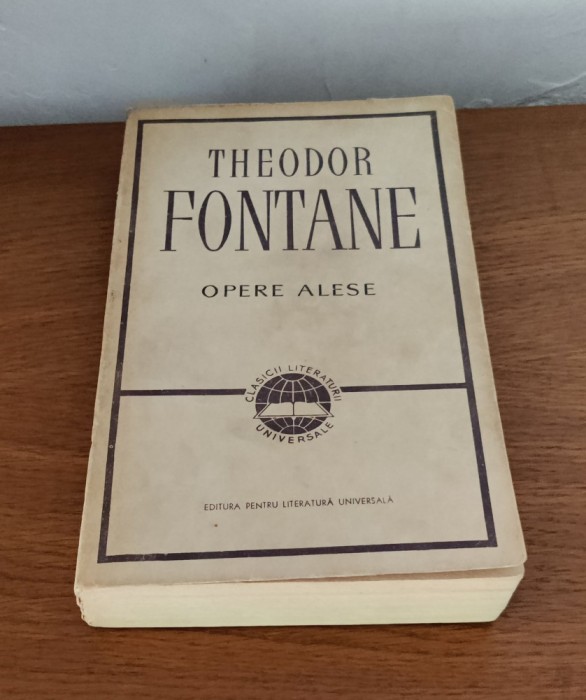 THEODOR
FONTANE
OPERE ALESE
CLASICII LITERATURII
UNIVERSALE
EDITURA PENTRU LITERATURĂ UNIVERSALĂ